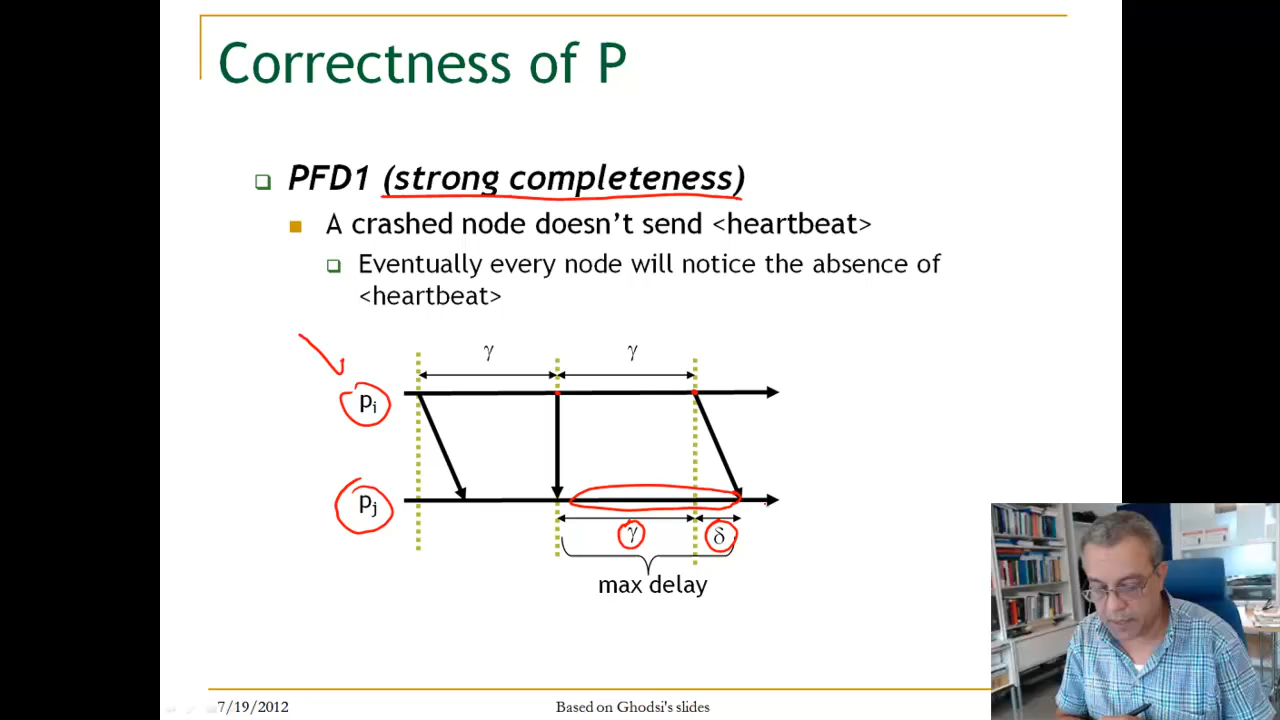 Correctness of P
PFD1 (strong completeness)
A crashed node doesn't send <heartbeat>
Eventually every node will notice the absence of
<heartbeat>
γ γ
pi
pj
γ δ
max delay
7/19/2012 Based on Ghodsi's slides